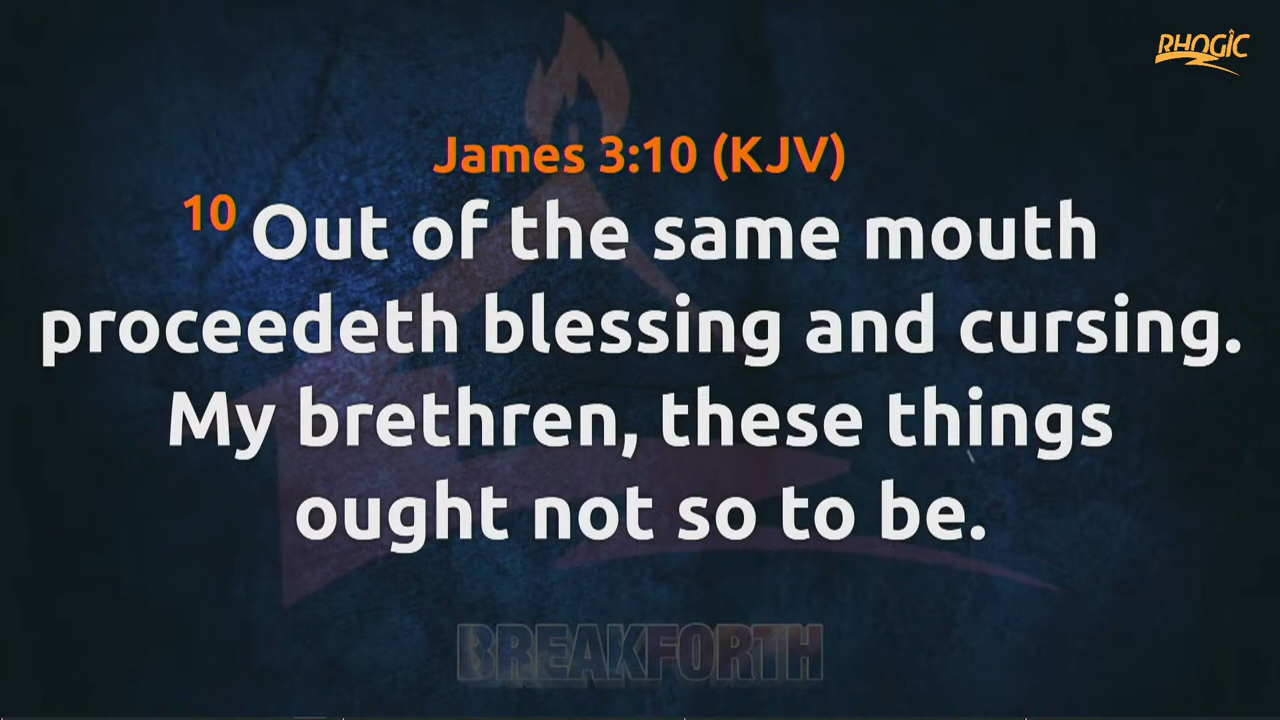 RHOGIC
James 3:10 (KJV)
10 Out of the same mouth
proceedeth blessing and cursing.
My brethren, these things
ought not so to be.
BREAKFORTH